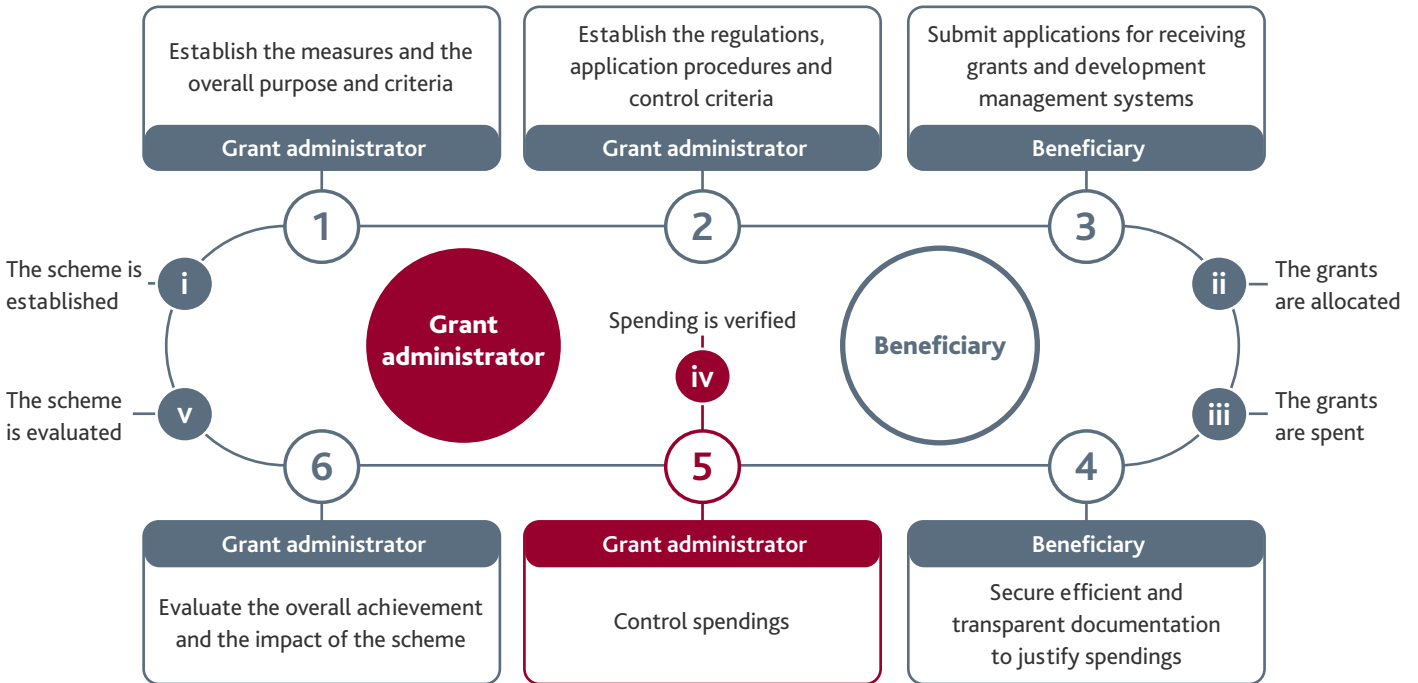 Establish the measures and the
overall purpose and criteria
Grant administrator
Establish the regulations,
application procedures and
control criteria
Grant administrator
Submit applications for receiving
grants and development
management systems
Beneficiary
1
2
3
The scheme is
established
i
Grant
administrator
Spending is verified
iv
Beneficiary
ii
The grants
are allocated
The scheme
is evaluated
v
iii
The grants
are spent
6
5
4
Grant administrator
Evaluate the overall achievement
and the impact of the scheme
Grant administrator
Control spendings
Beneficiary
Secure efficient and
transparent documentation
to justify spendings